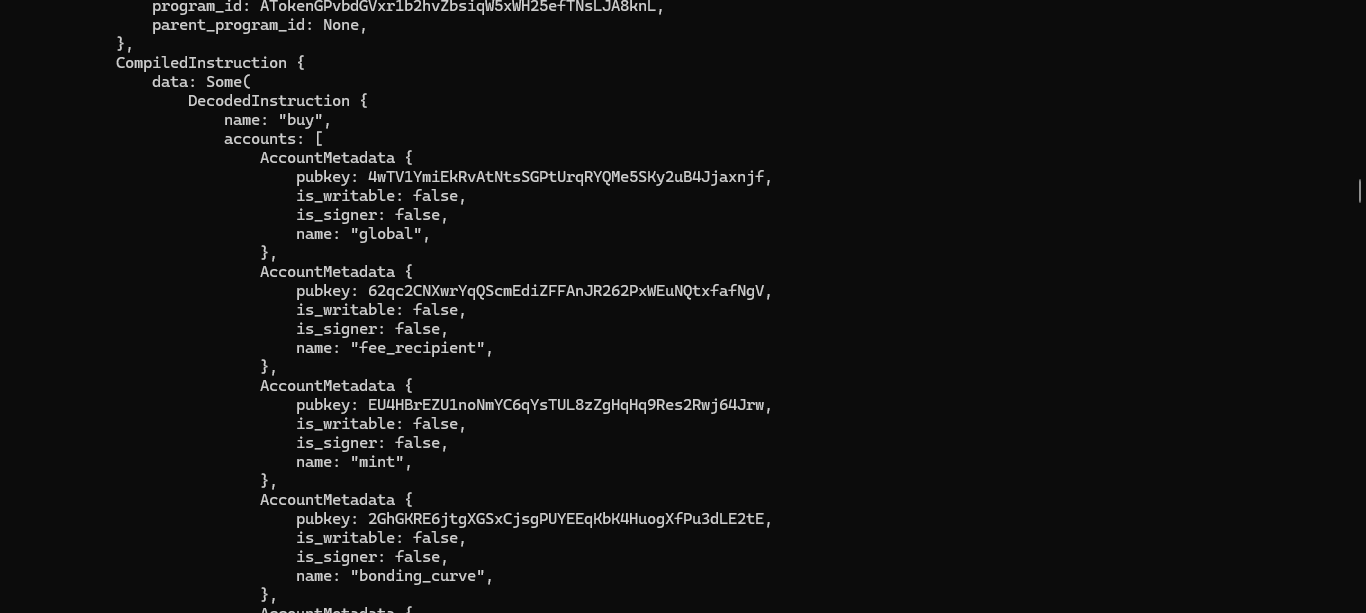 program_id: ATokenGPvbdGVxr1b2hvZbsiqW5xWH25efTNsLJA8knL,
parent_program_id: None,
},
CompiledInstruction {
data: Some(
DecodedInstruction {
name: "buy",
accounts: [
AccountMetadata {
pubkey: 4wTV1YmiEkRvAtNtsSGPtUrqRYQMe5SKy2uB4Jjaxnjf,
is_writable: false,
is_signer: false,
name: "global",
},
AccountMetadata {
pubkey: 62qc2CNXwrYqQScmEdiZFFAnJR262PxWEuNQtxfafNgV,
is_writable: false,
is_signer: false,
name: "fee_recipient",
},
AccountMetadata {
pubkey: EU4HBrEZU1noNmYC6qYsTUL8zZgHqHq9Res2Rwj64Jrw,
is_writable: false,
is_signer: false,
name: "mint",
},
AccountMetadata {
pubkey: 2GhGKRE6jtgXGSxCjsgPUYEEqKbK4HuogXfPu3dLE2tE,
is_writable: false,
is_signer: false,
name: "bonding_curve",
},
AccountMetadata {